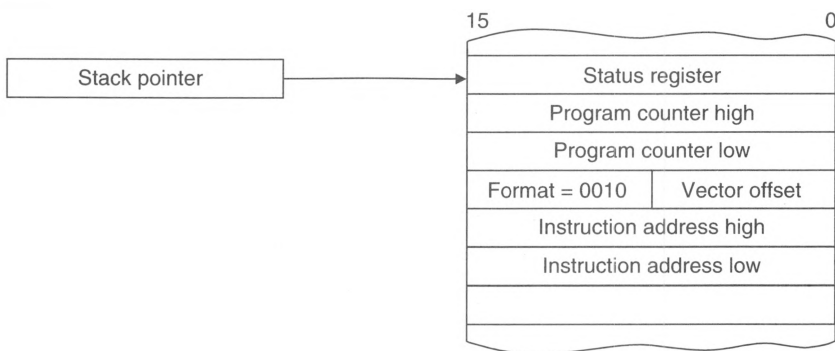 15 0
Stack pointer
Status register
Program counter high
Program counter low
Format = 0010 Vector offset
Instruction address high
Instruction address low